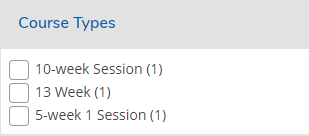 Course Types
10-week Session (1)
13 Week (1)
5-week 1 Session (1)